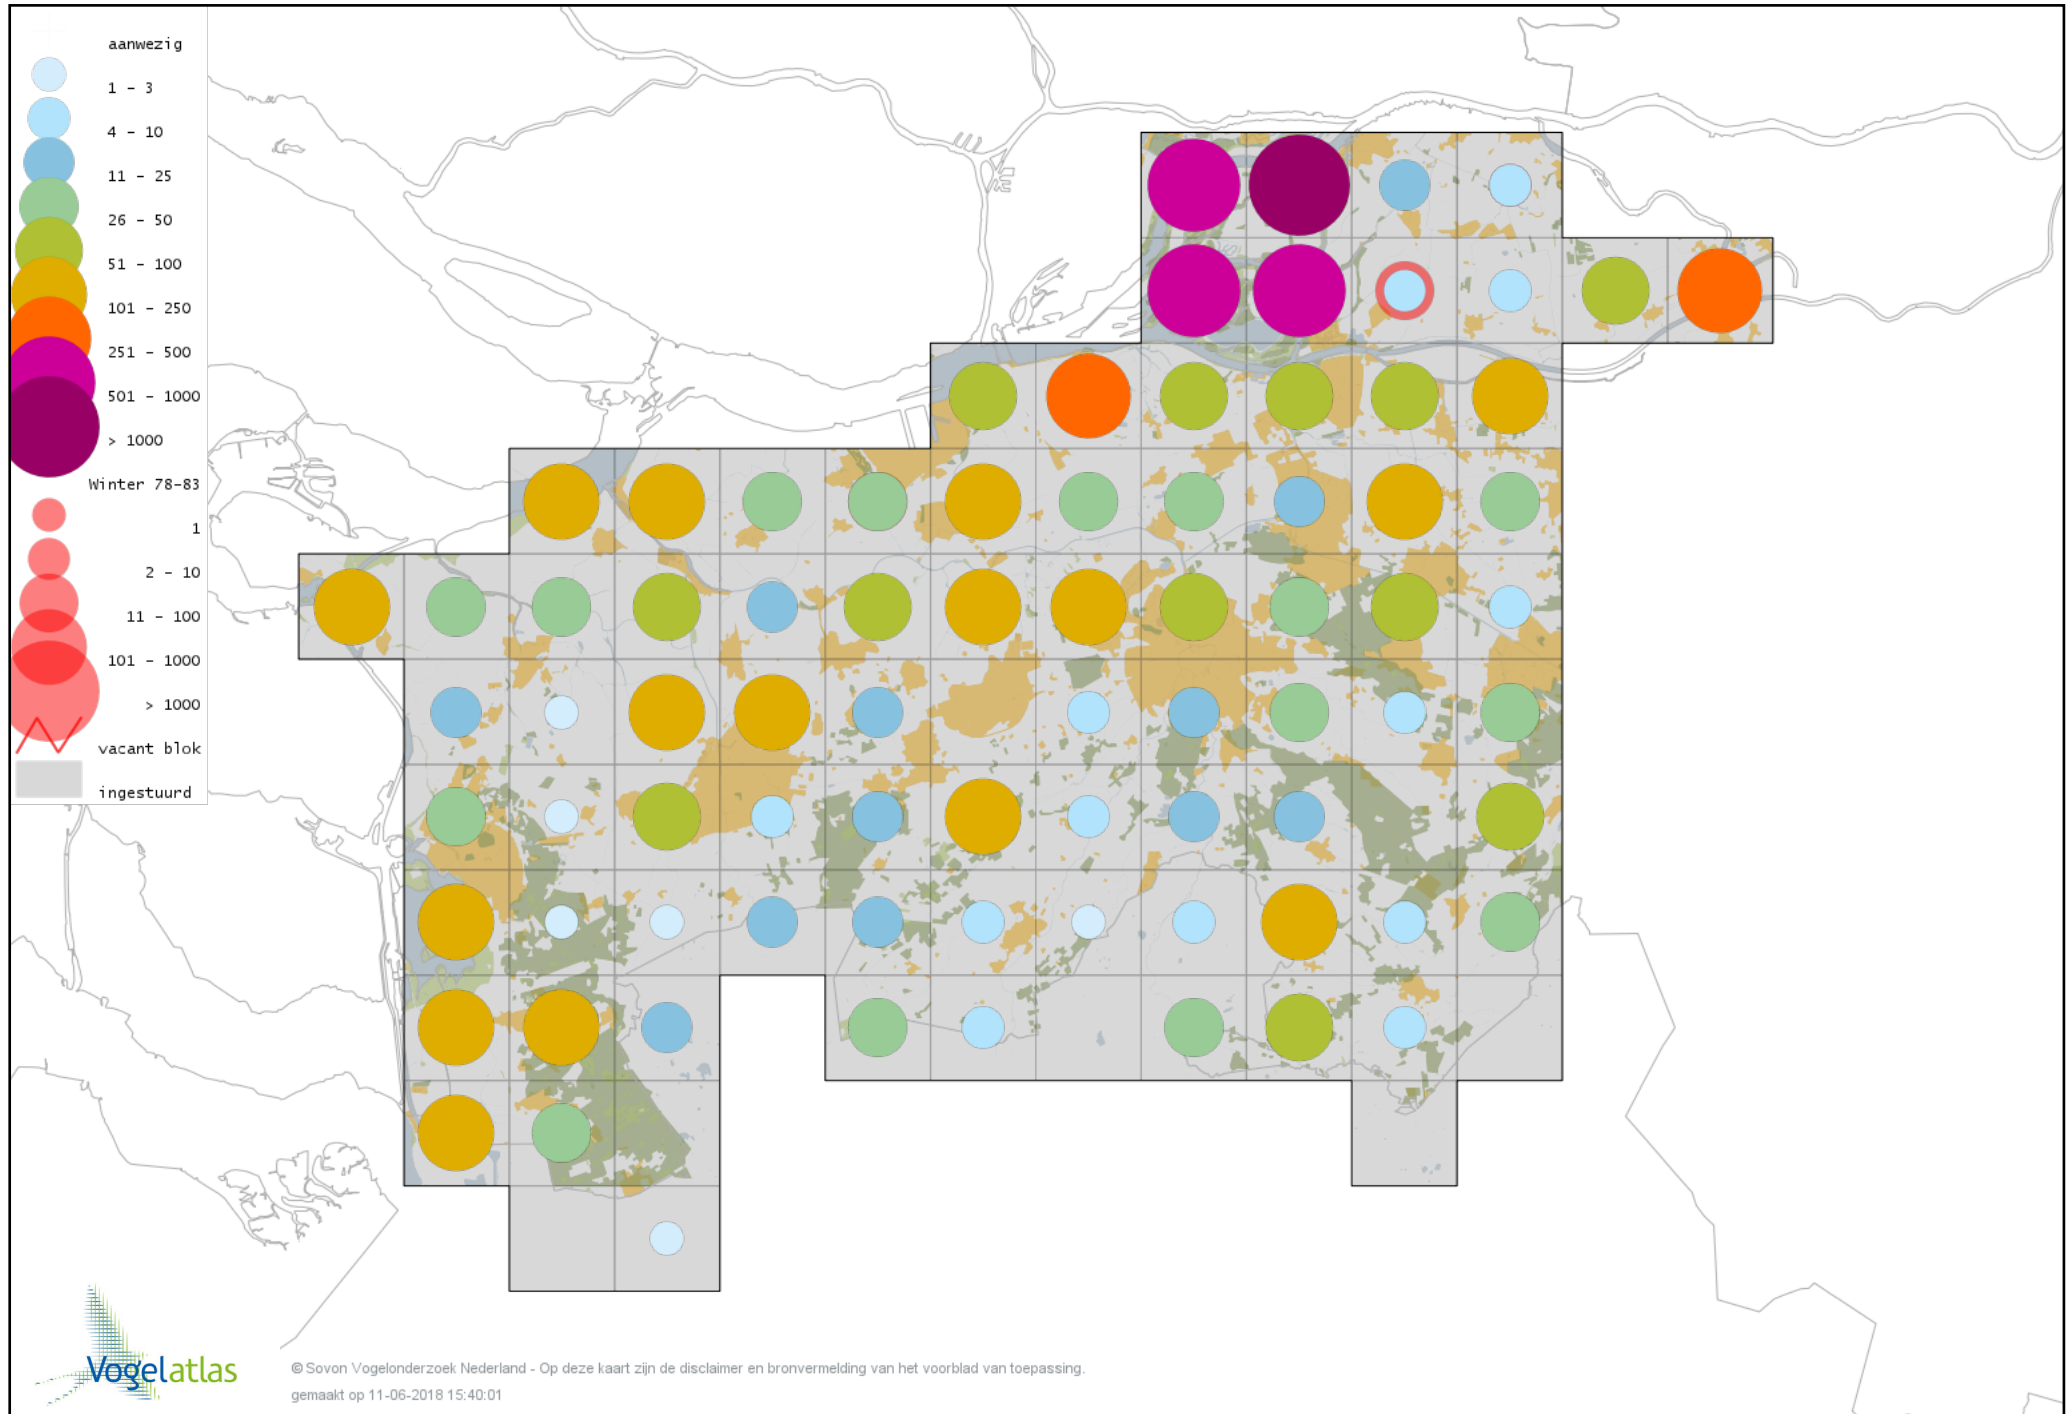 aanwezig
1 – 3
4 – 10
11 – 25
26 – 50
51 – 100
101 – 250
251 – 500
501 – 1000
> 1000
Winter 78-83
1
2 – 10
11 – 100
101 – 1000
> 1000
vacant blok
ingestuurd
Vogelatlas
© Sovon Vogelonderzoek Nederland - Op deze kaart zijn de disclaimer en bronvermelding van het voorblad van toepassing.
gemaakt op 11-06-2018 15:40:01